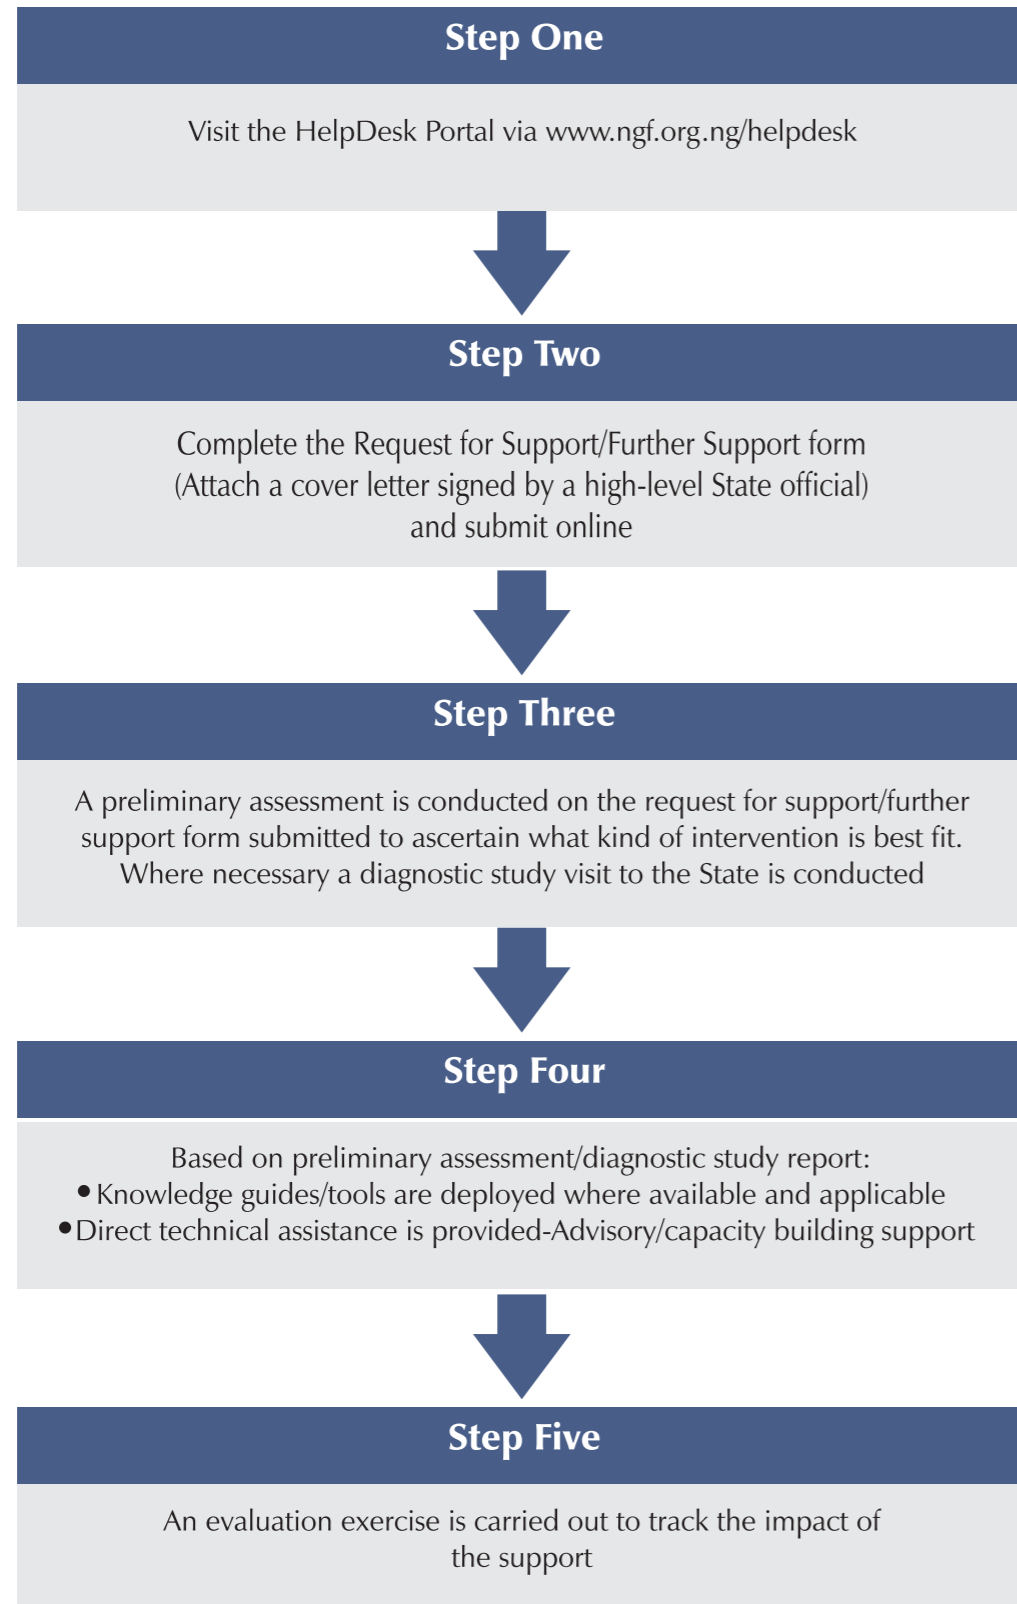 Step One
Visit the HelpDesk Portal via www.ngf.org.ng/helpdesk
Step Two
Complete the Request for Support/Further Support form
(Attach a cover letter signed by a high-level State official)
and submit online
Step Three
A preliminary assessment is conducted on the request for support/further
support form submitted to ascertain what kind of intervention is best fit.
Where necessary a diagnostic study visit to the State is conducted
Step Four
Based on preliminary assessment/diagnostic study report:
•Knowledge guides/tools are deployed where available and applicable
•Direct technical assistance is provided-Advisory/capacity building support
Step Five
An evaluation exercise is carried out to track the impact of
the support